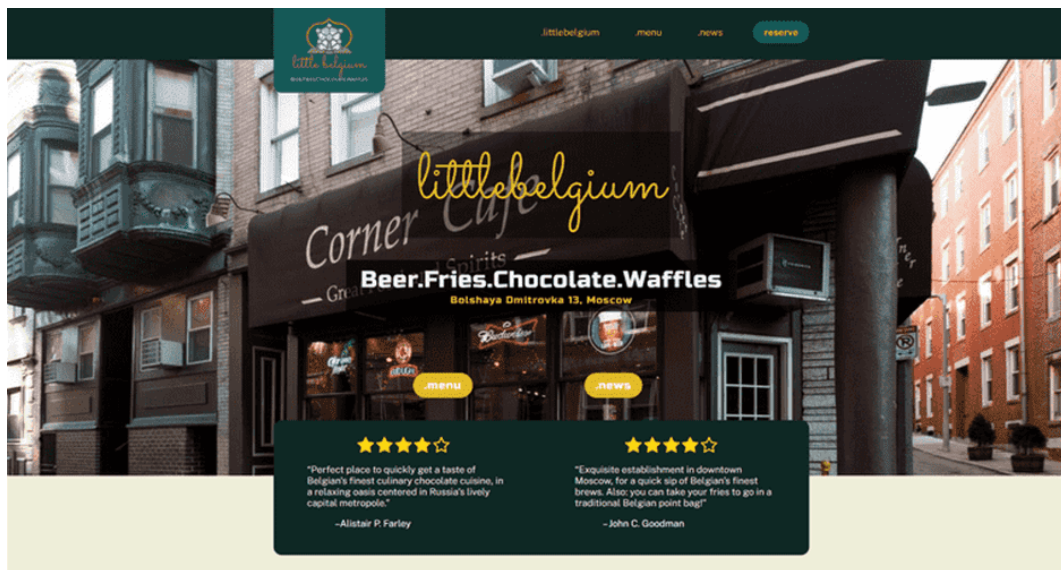 little belgium
Beer.Fries.Chocolate.Waffles
.littlebelgium
.menu
.news
reserve
littlebelgium
Corner Cafe
Beer.Fries.Chocolate.Waffles
Bolshaya Dmitrovka 13, Moscow
Budweiser
.menu
.news
"Perfect place to quickly get a taste of
Belgian's finest culinary chocolate cuisine, in
a relaxing oasis centered in Russia's lively
capital metropole."
–Alistair P. Farley
"Exquisite establishment in downtown
Moscow, for a quick sip of Belgian's finest
brews. Also: you can take your fries to go in a
traditional Belgian point bag!"
–John C. Goodman